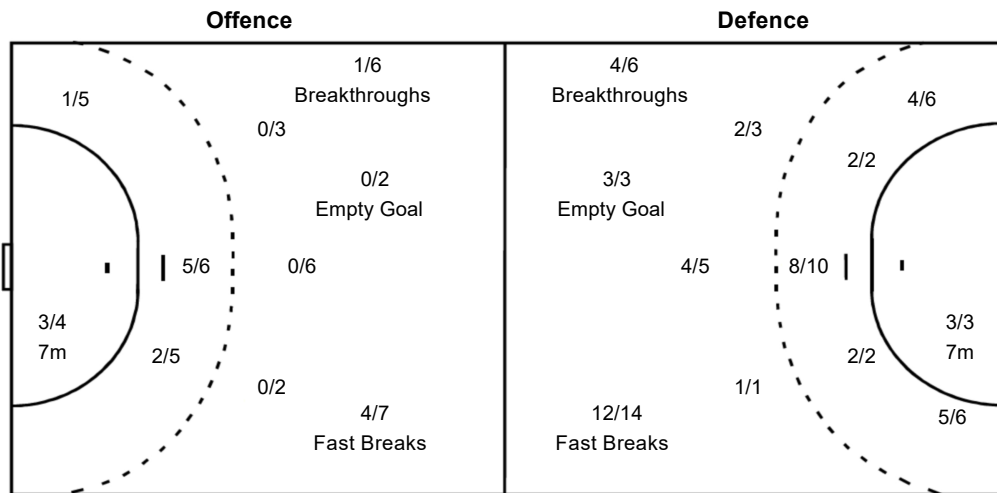 Offence
Defence
1/6
Breakthroughs
1/5
0/3
0/2
Empty Goal
5/6
0/6
3/4
7m
2/5
0/2
4/7
Fast Breaks
4/6
Breakthroughs
4/6
2/3
2/2
3/3
Empty Goal
4/5
8/10
3/3
7m
2/2
1/1
12/14
Fast Breaks
5/6